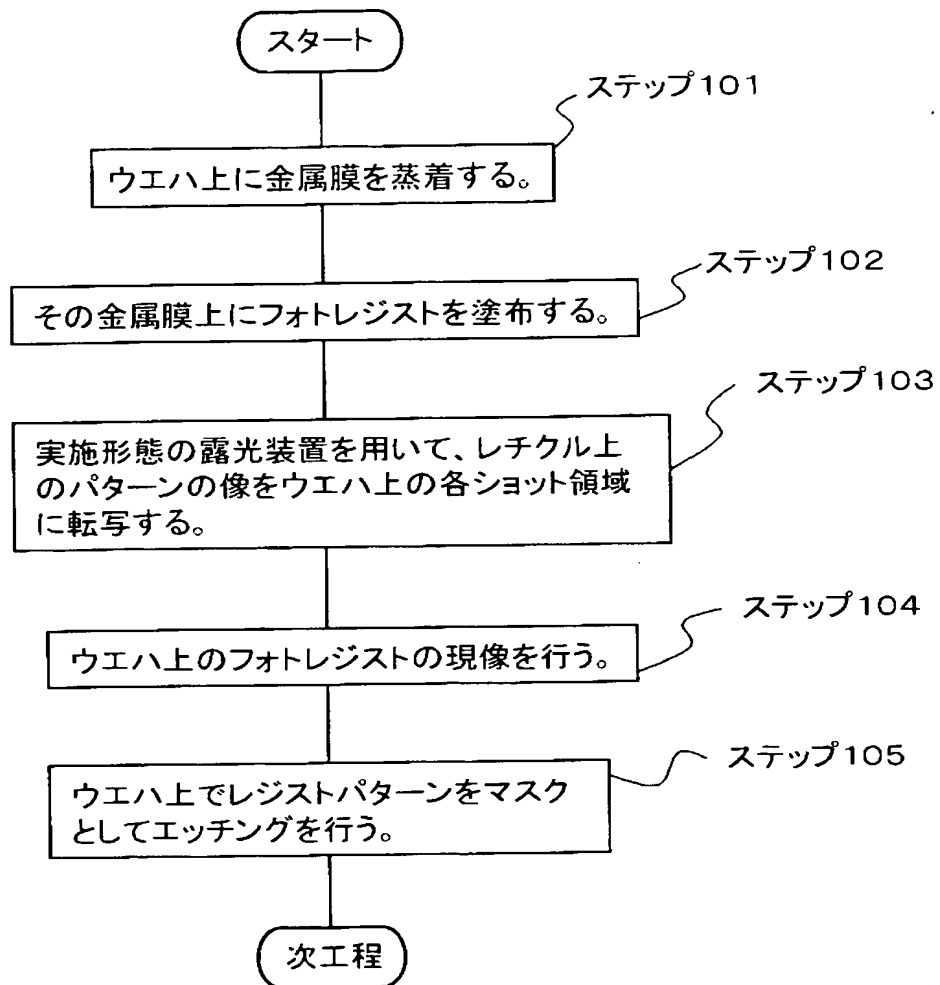 スタート
ステップ101
ウエハ上に金属膜を蒸着する。
ステップ102
その金属膜上にフォトレジストを塗布する。
ステップ103
実施形態の露光装置を用いて、レチクル上
のパターンの像をウエハ上の各ショット領域
に転写する。
ステップ104
ウエハ上のフォトレジストの現像を行う。
ステップ105
ウエハ上でレジストパターンをマスク
としてエッチングを行う。
次工程